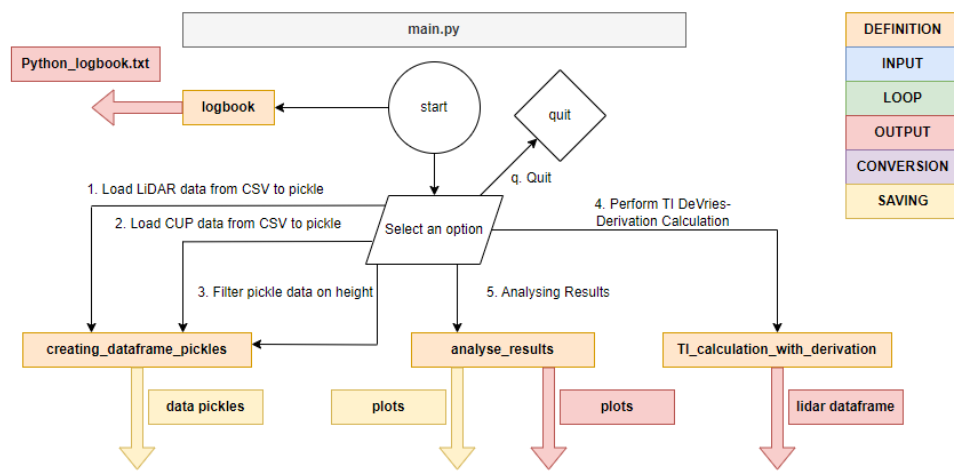 main.py
DEFINITION
INPUT
LOOP
OUTPUT
CONVERSION
SAVING
Python_logbook.txt
logbook
start
quit
q. Quit
1. Load LiDAR data from CSV to pickle
2. Load CUP data from CSV to pickle
Select an option
4. Perform TI DeVries-
Derivation Calculation
3. Filter pickle data on height
5. Analysing Results
creating_dataframe_pickles
analyse_results
TI_calculation_with_derivation
data pickles
plots
plots
lidar dataframe